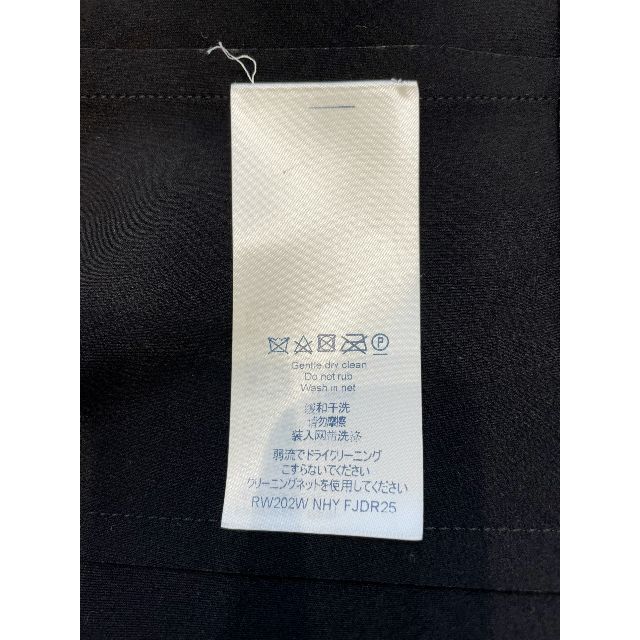 Gentle dry clean
Do not rub
Wash in net
缓和干洗
请勿摩擦
装入网袋洗涤
弱流でドライクリーニング
こすらないでください
クリーニングネットを使用してください
RW202W NHY FJDR25